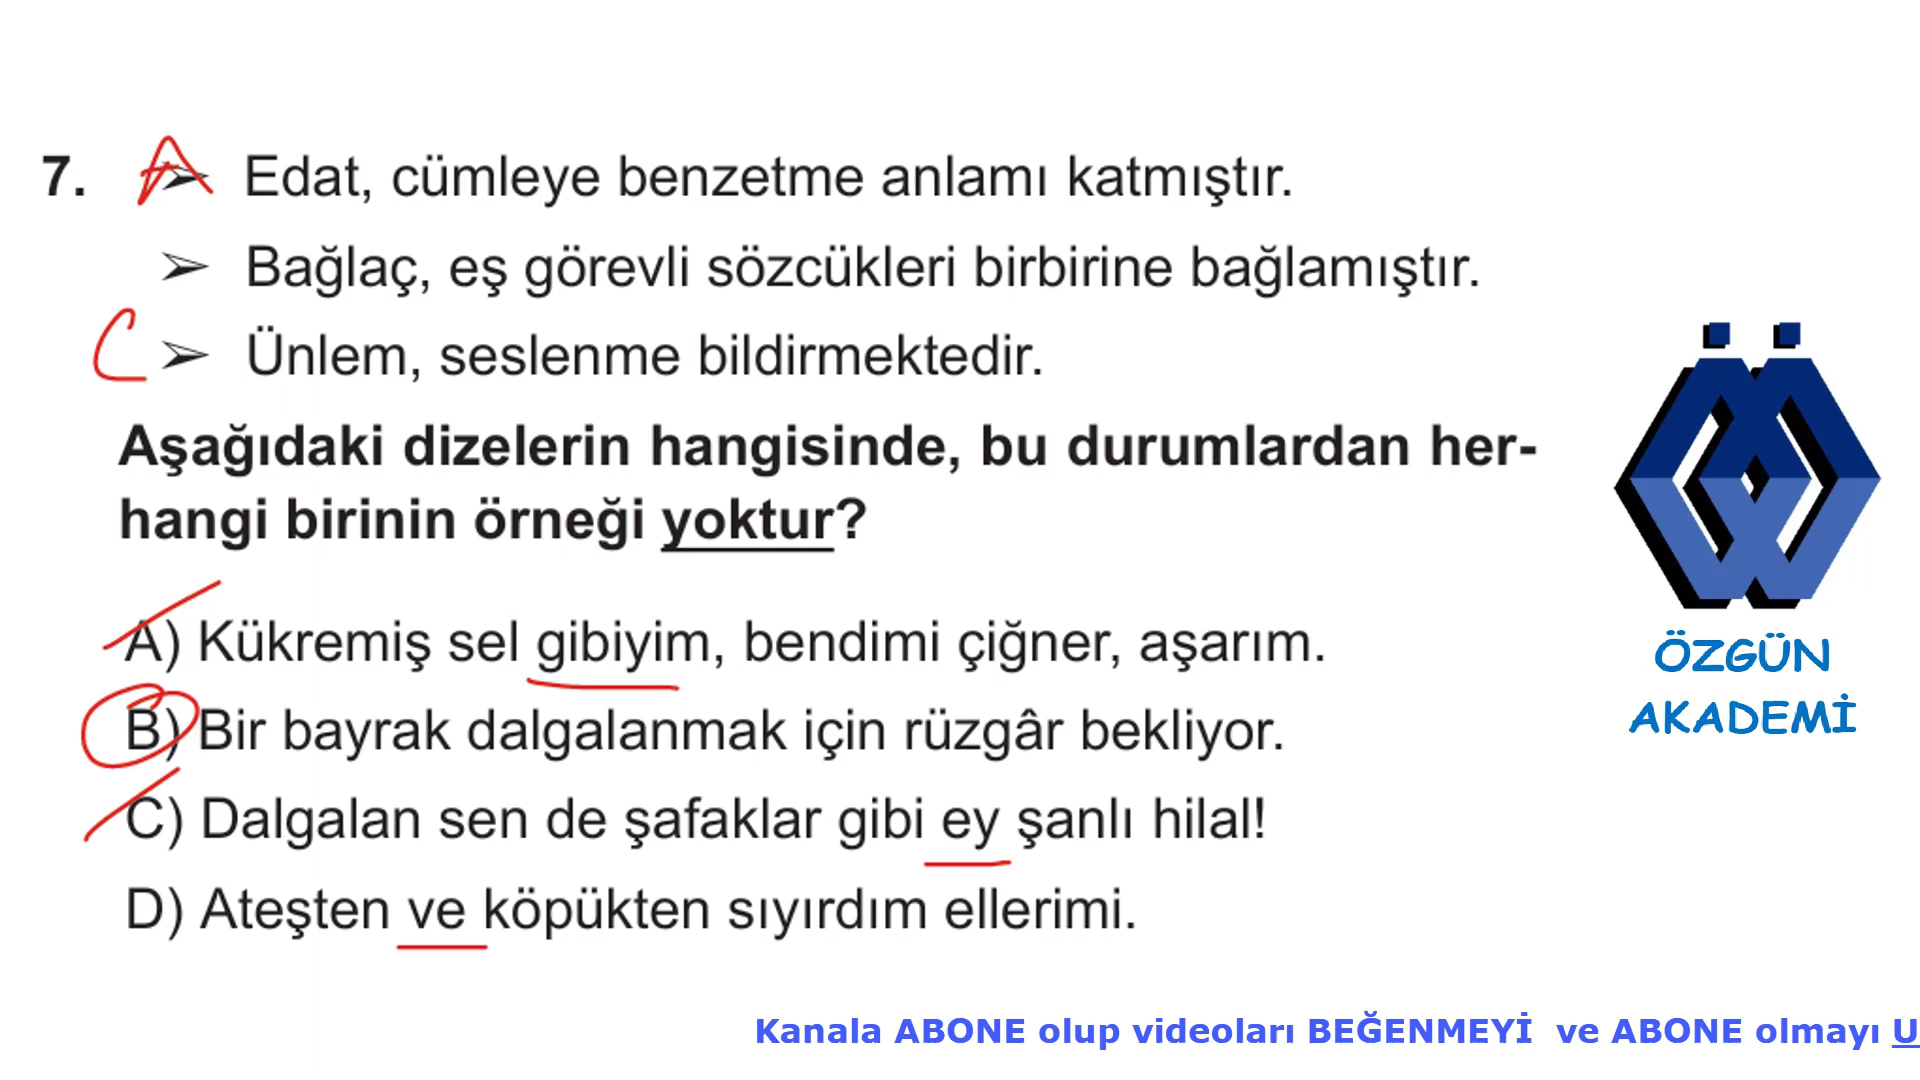 7. ➢ Edat, cümleye benzetme anlamı katmıştır.
A
➢ Bağlaç, eş görevli sözcükleri birbirine bağlamıştır.
C ➢ Ünlem, seslenme bildirmektedir.
Aşağıdaki dizelerin hangisinde, bu durumlardan her-
hangi birinin örneği yoktur?
A) Kükremiş sel gibiyim, bendimi çiğner, aşarım.
B) Bir bayrak dalgalanmak için rüzgâr bekliyor.
C) Dalgalan sen de şafaklar gibi ey şanlı hilal!
D) Ateşten ve köpükten sıyırdım ellerimi.
ÖZGÜN
AKADEMİ
Kanala ABONE olup videoları BEĞENMEYİ ve ABONE olmayı U